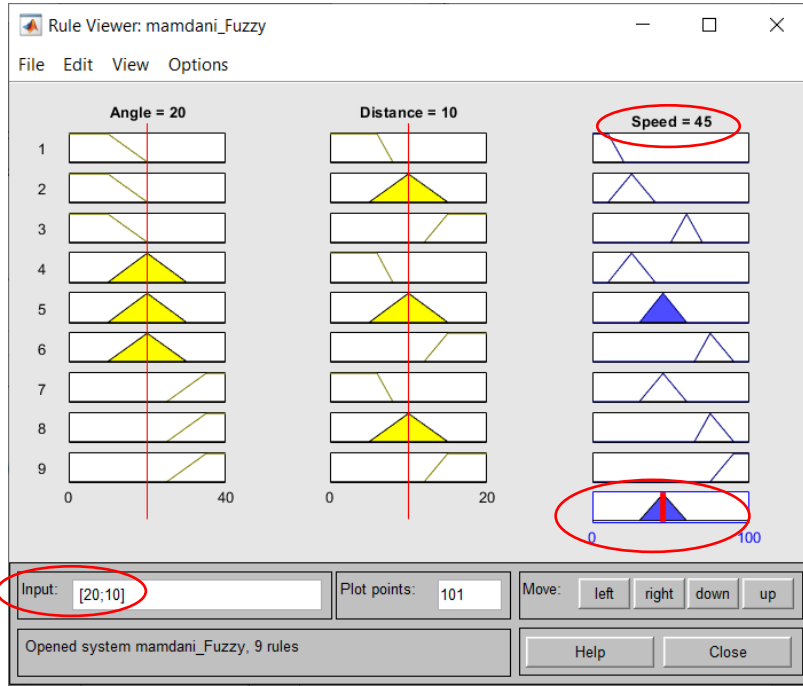 Rule Viewer: mamdani_Fuzzy
File Edit View Options
Angle = 20 Distance = 10 Speed = 45
1
2
3
4
5
6
7
8
9
0 40 0 20
0 100
Input: [20;10] Plot points: 101 Move: left right down up
Opened system mamdani_Fuzzy, 9 rules Help Close